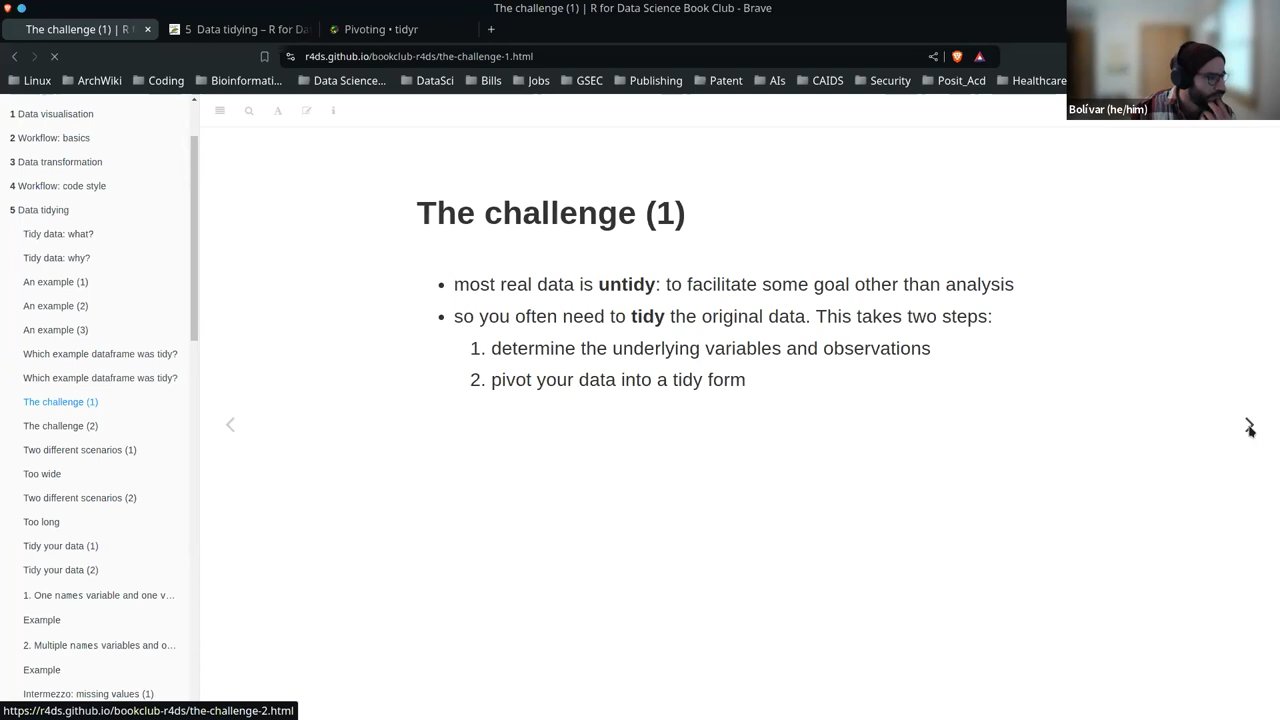 The challenge (1) | R for Data Science Book Club - Brave
The challenge (1) | R
5 Data tidying – R for Da
Pivoting • tidyr
r4ds.github.io/bookclub-r4ds/the-challenge-1.html
Linux
ArchWiki
Coding
Bioinformati...
Data Science...
DataSci
Bills
Jobs
GSEC
Publishing
Patent
AIs
CAIDS
Security
Posit_Acd
Healthcare
Bolívar (he/him)
1 Data visualisation
2 Workflow: basics
3 Data transformation
4 Workflow: code style
5 Data tidying
Tidy data: what?
Tidy data: why?
An example (1)
An example (2)
An example (3)
Which example dataframe was tidy?
Which example dataframe was tidy?
The challenge (1)
The challenge (2)
Two different scenarios (1)
Too wide
Two different scenarios (2)
Too long
Tidy your data (1)
Tidy your data (2)
1. One names variable and one v...
Example
2. Multiple names variables and o...
Example
Intermezzo: missing values (1)
The challenge (1)
• most real data is untidy: to facilitate some goal other than analysis
• so you often need to tidy the original data. This takes two steps:
1. determine the underlying variables and observations
2. pivot your data into a tidy form
https://r4ds.github.io/bookclub-r4ds/the-challenge-2.html